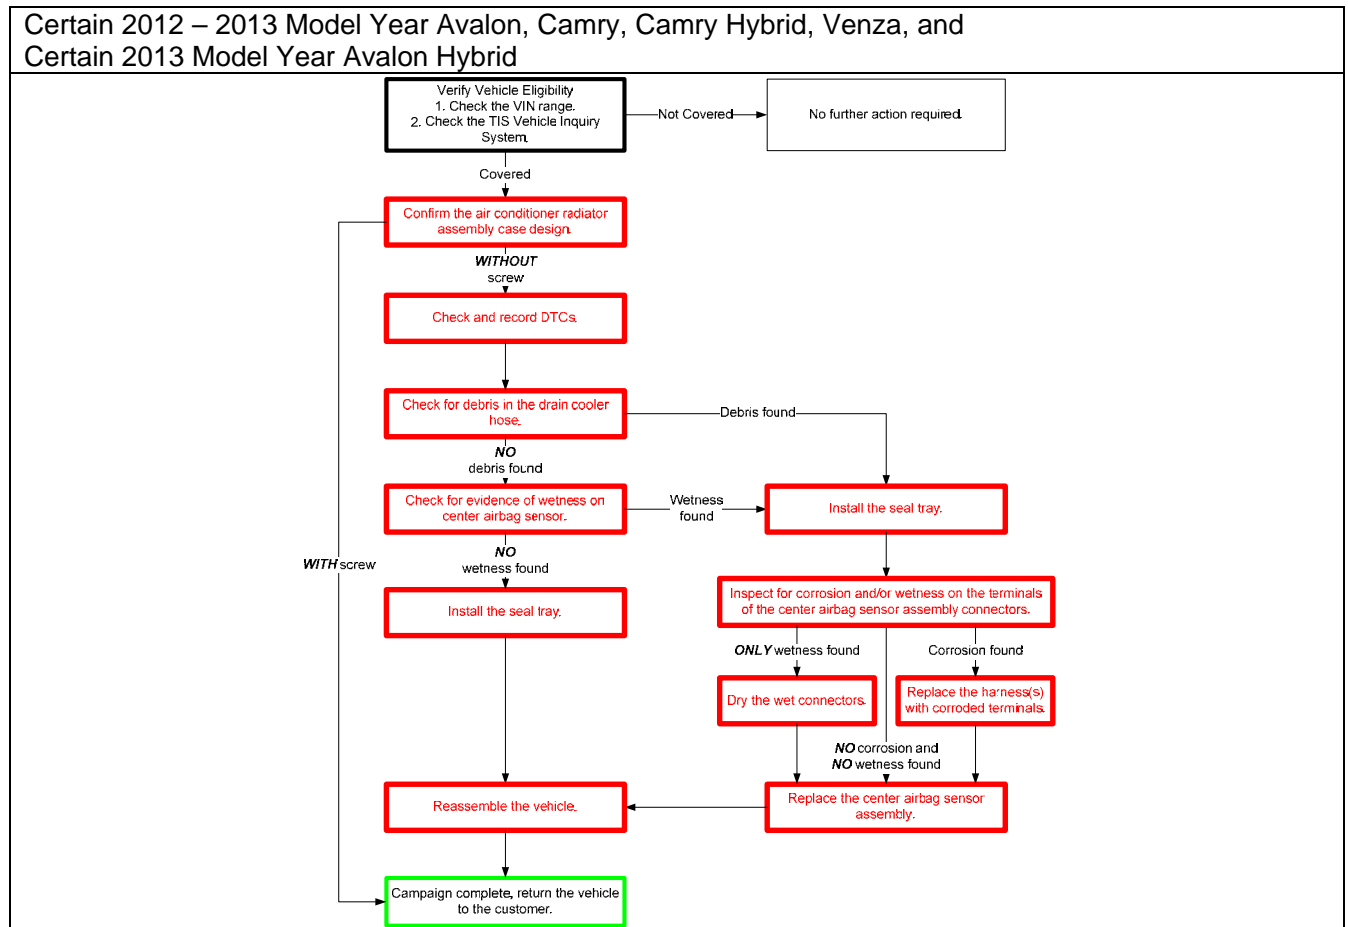 Certain 2012 – 2013 Model Year Avalon, Camry, Camry Hybrid, Venza, and
Certain 2013 Model Year Avalon Hybrid
Verify Vehicle Eligibility
1. Check the VIN range.
2. Check the TIS Vehicle Inquiry
System.
Not Covered
No further action required.
Covered
Confirm the air conditioner radiator
assembly case design.
WITHOUT
screw
Check and record DTCs.
Check for debris in the drain cooler
hose.
Debris found
NO
debris found
Check for evidence of wetness on
center airbag sensor.
Wetness
found
Install the seal tray.
NO
wetness found
WITH screw
Install the seal tray.
Inspect for corrosion and/or wetness on the terminals
of the center airbag sensor assembly connectors.
ONLY wetness found
Corrosion found
Dry the wet connectors.
Replace the harness(s)
with corroded terminals.
NO corrosion and
NO wetness found
Reassemble the vehicle.
Replace the center airbag sensor
assembly.
Campaign complete, return the vehicle
to the customer.